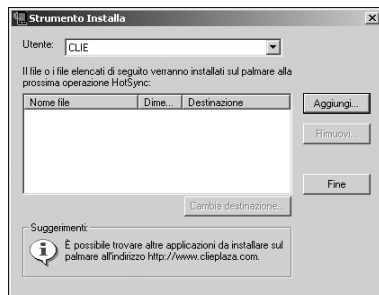 Strumento Installa
Utente: CLIE
Il file o i file elencati di seguito verranno installati sul palmare alla
prossima operazione HotSync:
Nome file Dime... Destinazione
Aggiungi...
Rimuovi...
Fine
Cambia destinazione...
Suggerimenti:
È possibile trovare altre applicazioni da installare sul
palmare all'indirizzo http://www.clieplaza.com.